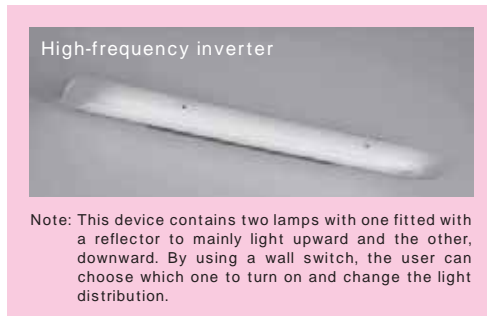 High-frequency inverter
Note: This device contains two lamps with one fitted with
a reflector to mainly light upward and the other,
downward. By using a wall switch, the user can
choose which one to turn on and change the light
distribution.